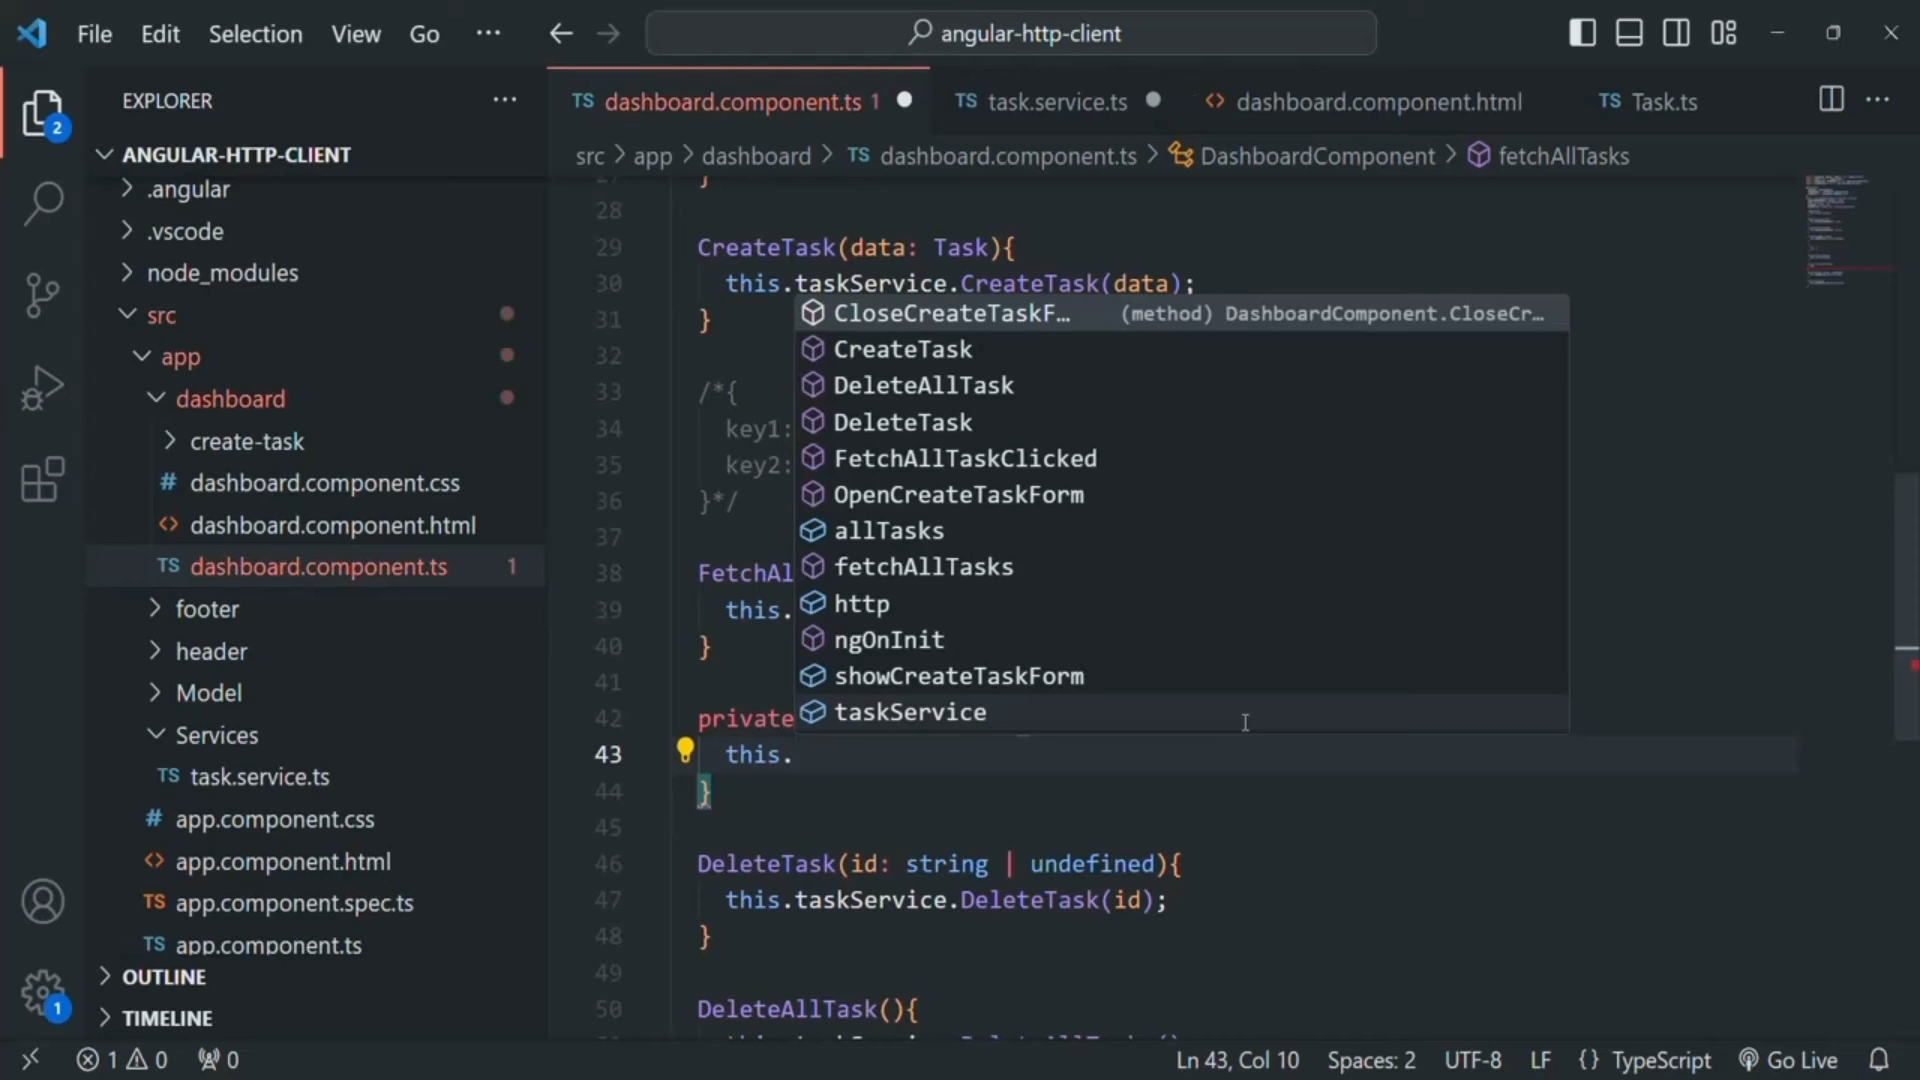 File Edit Selection View Go ··· angular-http-client
EXPLORER ···
2
ANGULAR-HTTP-CLIENT
.angular
.vscode
node_modules
src
app
dashboard
create-task
# dashboard.component.css
<> dashboard.component.html
TS dashboard.component.ts 1
footer
header
Model
Services
TS task.service.ts
# app.component.css
<> app.component.html
TS app.component.spec.ts
TS app.component.ts
OUTLINE
TIMELINE
1
TS dashboard.component.ts 1 TS task.service.ts <> dashboard.component.html TS Task.ts ···
src > app > dashboard > TS dashboard.component.ts > DashboardComponent > fetchAllTasks
27 }
28
29 CreateTask(data: Task){
30 this.taskService.CreateTask(data);
31 }
32
33 /*{
34 key1:
35 key2:
36 }*/
37
38 FetchAl
39 this.
40 }
41
42 private
43 this.
44 }
45
46 DeleteTask(id: string | undefined){
47 this.taskService.DeleteTask(id);
48 }
49
50 DeleteAllTask(){
CloseCreateTaskF… (method) DashboardComponent.CloseCr…
CreateTask
DeleteAllTask
DeleteTask
FetchAllTaskClicked
OpenCreateTaskForm
allTasks
fetchAllTasks
http
ngOnInit
showCreateTaskForm
taskService
1 0 0 Ln 43, Col 10 Spaces: 2 UTF-8 LF {} TypeScript Go Live